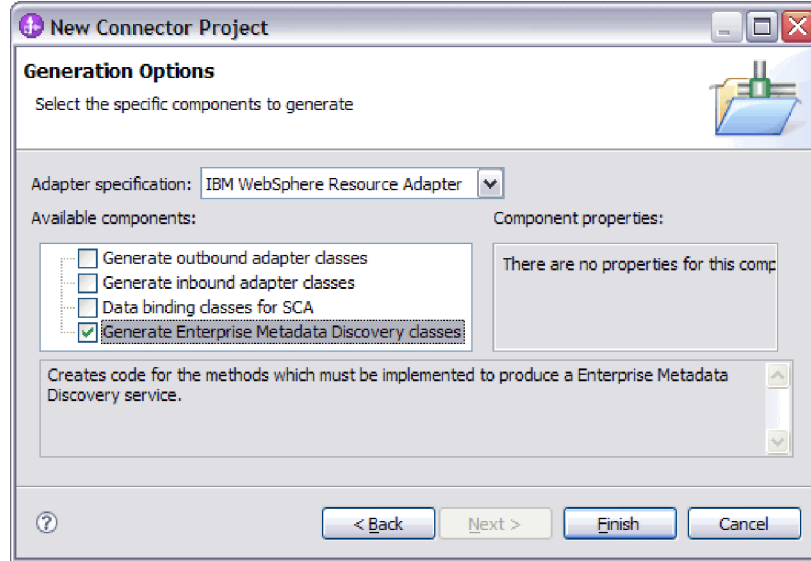 New Connector Project
Generation Options
Select the specific components to generate
Adapter specification: IBM WebSphere Resource Adapter
Available components:
Component properties:
Generate outbound adapter classes
Generate inbound adapter classes
Data binding classes for SCA
Generate Enterprise Metadata Discovery classes
There are no properties for this comp
Creates code for the methods which must be implemented to produce a Enterprise Metadata
Discovery service.
?
< Back
Next >
Finish
Cancel